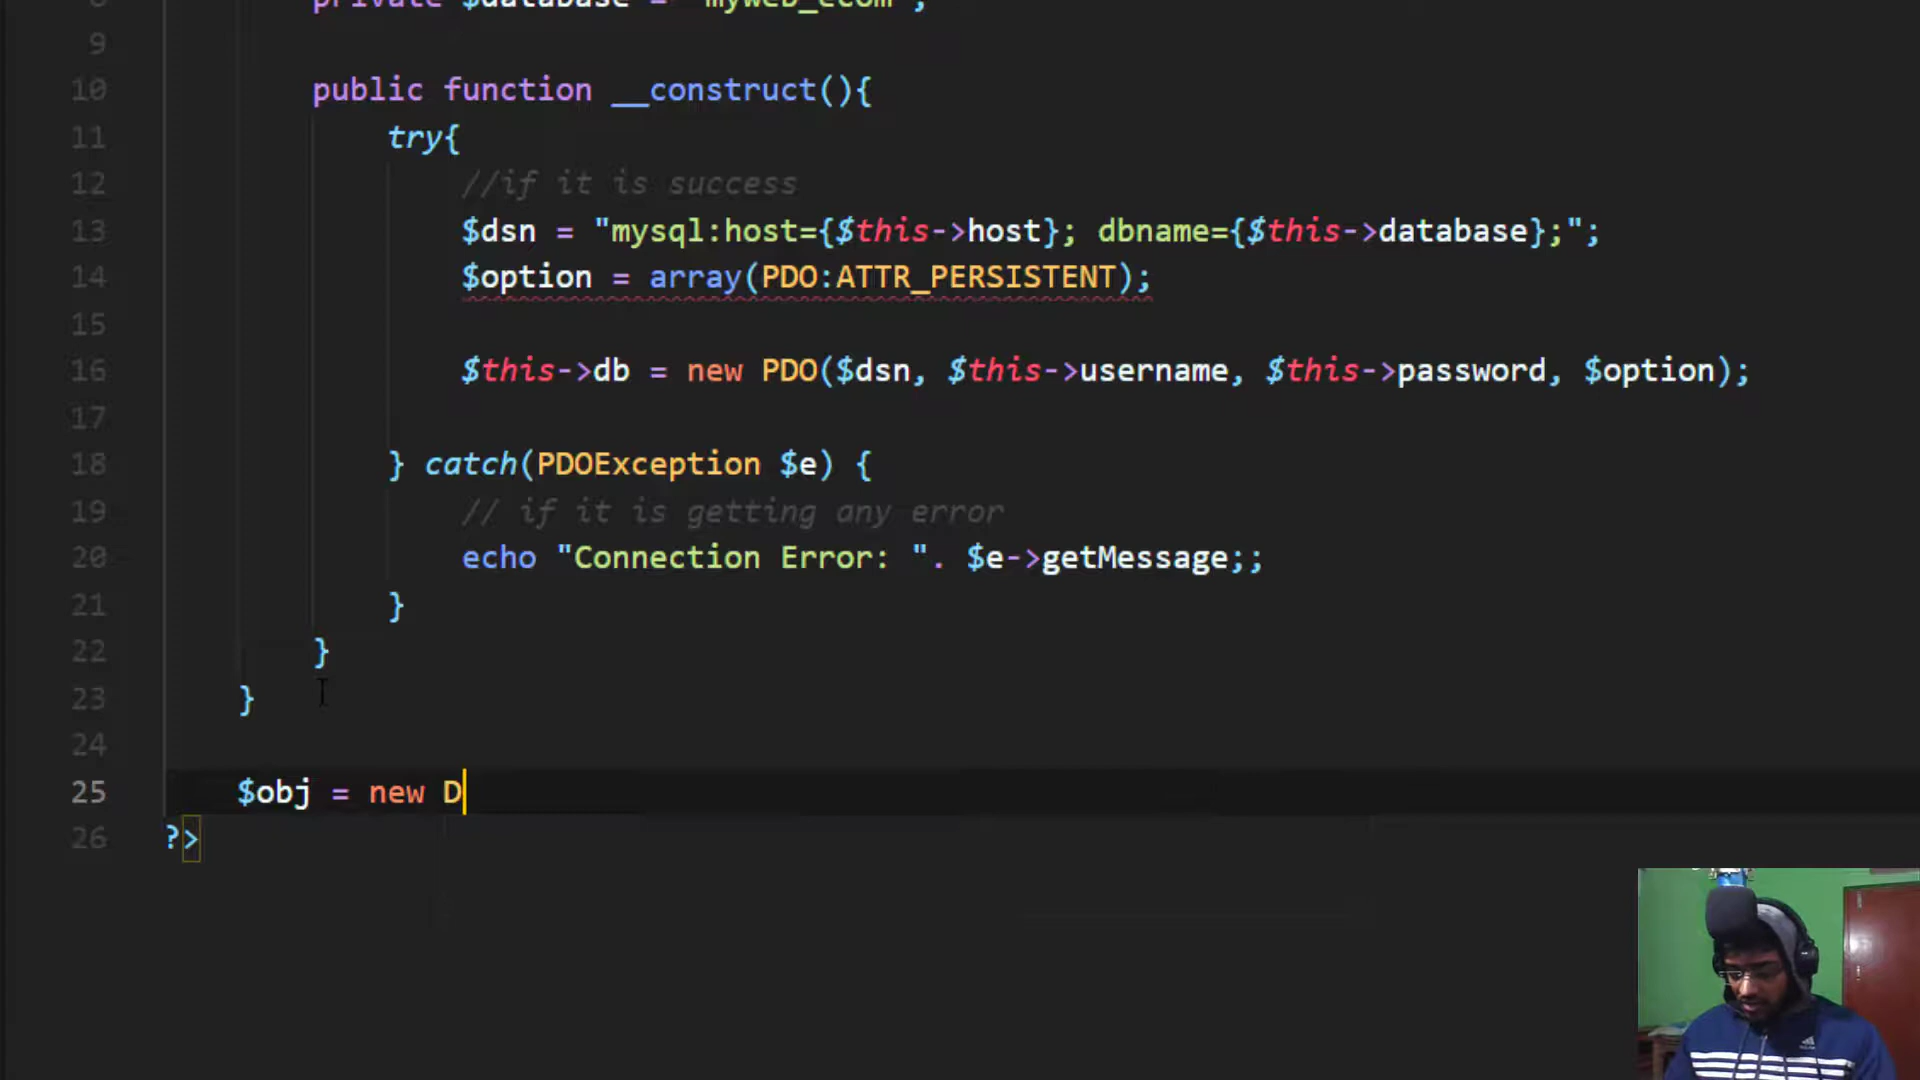 private $database = "myweb_ecom";
9
10 public function __construct(){
11 try{
12 //if it is success
13 $dsn = "mysql:host={$this->host}; dbname={$this->database};";
14 $option = array(PDO:ATTR_PERSISTENT);
15
16 $this->db = new PDO($dsn, $this->username, $this->password, $option);
17
18 } catch(PDOException $e) {
19 // if it is getting any error
20 echo "Connection Error: ". $e->getMessage;;
21 }
22 }
23 }
24
25 $obj = new D
26 ?>